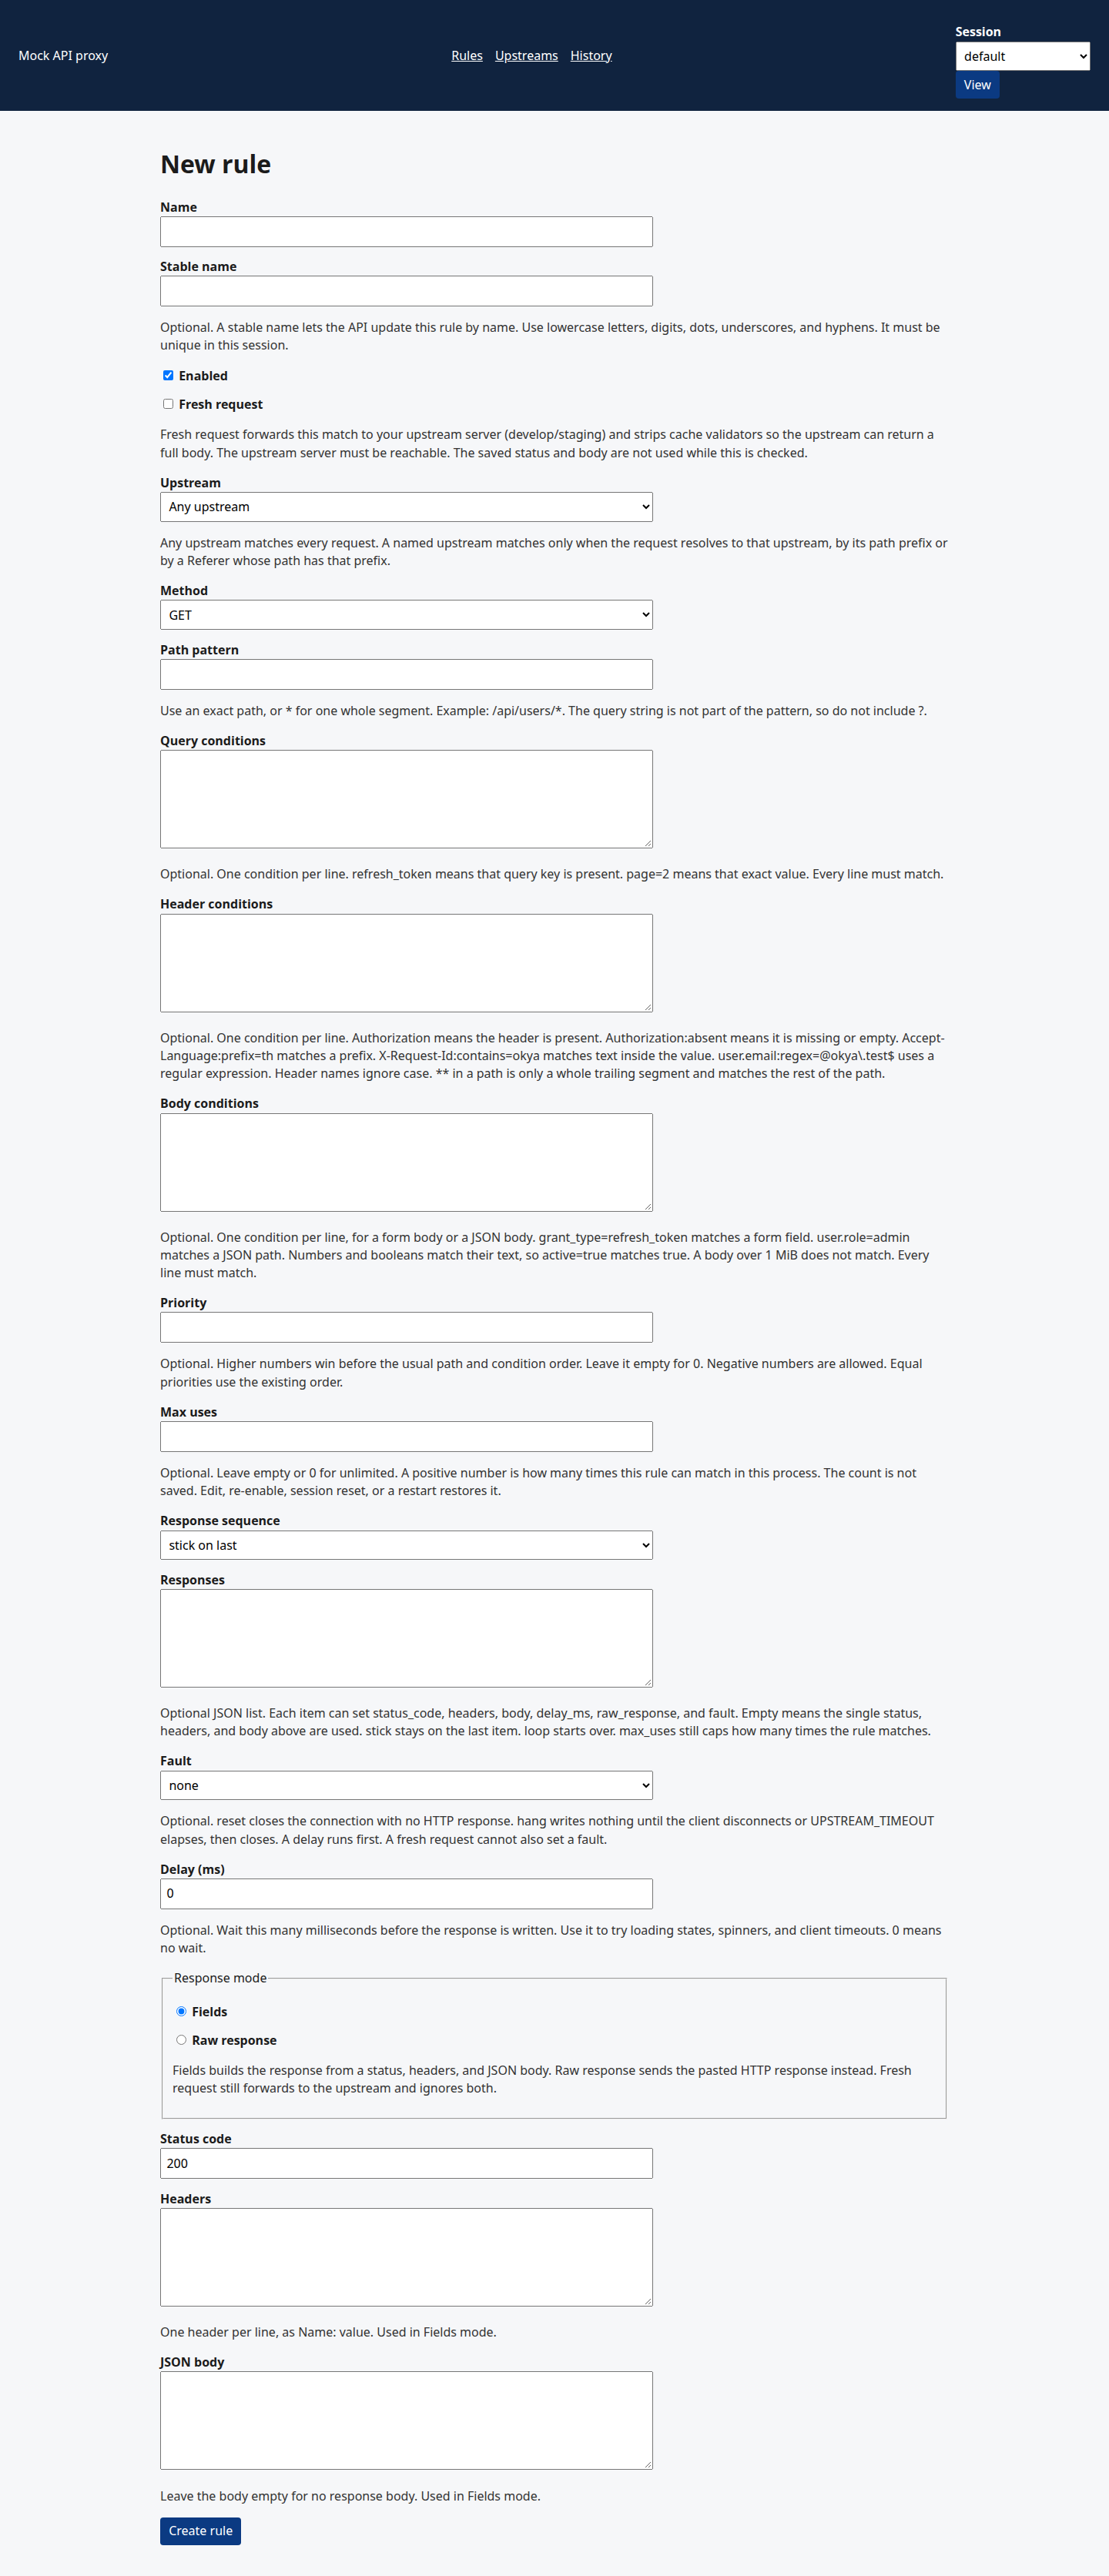 Mock API proxy
Rules Upstreams History
Session
default
View
New rule
Name
Stable name
Optional. A stable name lets the API update this rule by name. Use lowercase letters, digits, dots, underscores, and hyphens. It must be
unique in this session.
Enabled
Fresh request
Fresh request forwards this match to your upstream server (develop/staging) and strips cache validators so the upstream can return a
full body. The upstream server must be reachable. The saved status and body are not used while this is checked.
Upstream
Any upstream
Any upstream matches every request. A named upstream matches only when the request resolves to that upstream, by its path prefix or
by a Referer whose path has that prefix.
Method
GET
Path pattern
Use an exact path, or * for one whole segment. Example: /api/users/*. The query string is not part of the pattern, so do not include ?.
Query conditions
Optional. One condition per line. refresh_token means that query key is present. page=2 means that exact value. Every line must match.
Header conditions
Optional. One condition per line. Authorization means the header is present. Authorization:absent means it is missing or empty. Accept-
Language:prefix=th matches a prefix. X-Request-Id:contains=okya matches text inside the value. user.email:regex=@okya\.test$ uses a
regular expression. Header names ignore case. ** in a path is only a whole trailing segment and matches the rest of the path.
Body conditions
Optional. One condition per line, for a form body or a JSON body. grant_type=refresh_token matches a form field. user.role=admin
matches a JSON path. Numbers and booleans match their text, so active=true matches true. A body over 1 MiB does not match. Every
line must match.
Priority
Optional. Higher numbers win before the usual path and condition order. Leave it empty for 0. Negative numbers are allowed. Equal
priorities use the existing order.
Max uses
Optional. Leave empty or 0 for unlimited. A positive number is how many times this rule can match in this process. The count is not
saved. Edit, re-enable, session reset, or a restart restores it.
Response sequence
stick on last
Responses
Optional JSON list. Each item can set status_code, headers, body, delay_ms, raw_response, and fault. Empty means the single status,
headers, and body above are used. stick stays on the last item. loop starts over. max_uses still caps how many times the rule matches.
Fault
none
Optional. reset closes the connection with no HTTP response. hang writes nothing until the client disconnects or UPSTREAM_TIMEOUT
elapses, then closes. A delay runs first. A fresh request cannot also set a fault.
Delay (ms)
0
Optional. Wait this many milliseconds before the response is written. Use it to try loading states, spinners, and client timeouts. 0 means
no wait.
Response mode
Fields
Raw response
Fields builds the response from a status, headers, and JSON body. Raw response sends the pasted HTTP response instead. Fresh
request still forwards to the upstream and ignores both.
Status code
200
Headers
One header per line, as Name: value. Used in Fields mode.
JSON body
Leave the body empty for no response body. Used in Fields mode.
Create rule